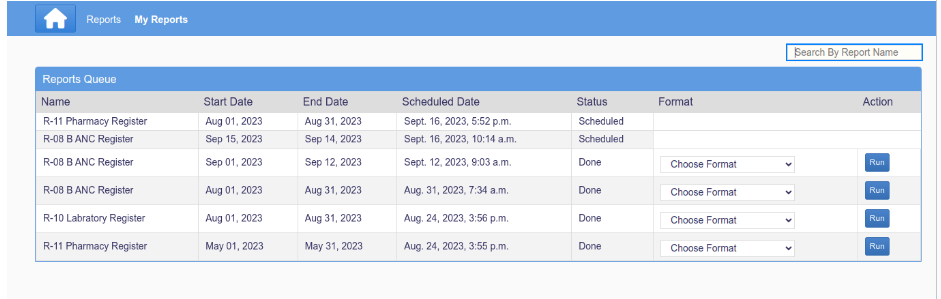 Reports My Reports
Search By Report Name
Reports Queue
Name Start Date End Date Scheduled Date Status Format Action
R-11 Pharmacy Register Aug 01, 2023 Aug 31, 2023 Sept. 16, 2023, 5:52 p.m. Scheduled
R-08 B ANC Register Sep 15, 2023 Sep 14, 2023 Sept. 16, 2023, 10:14 a.m. Scheduled
R-08 B ANC Register Sep 01, 2023 Sep 12, 2023 Sept. 12, 2023, 9:03 a.m. Done Choose Format Run
R-08 B ANC Register Aug 01, 2023 Aug 31, 2023 Aug. 31, 2023, 7:34 a.m. Done Choose Format Run
R-10 Labratory Register Aug 01, 2023 Aug 31, 2023 Aug. 24, 2023, 3:56 p.m. Done Choose Format Run
R-11 Pharmacy Register May 01, 2023 May 31, 2023 Aug. 24, 2023, 3:55 p.m. Done Choose Format Run